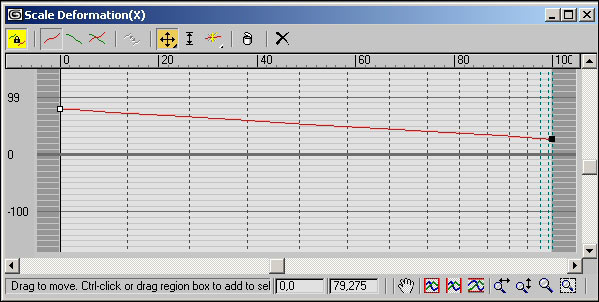 Scale Deformation(X)
0 20 40 60 80 100
99
0
-100
Drag to move. Ctrl-click or drag region box to add to sel 0,0 79,275